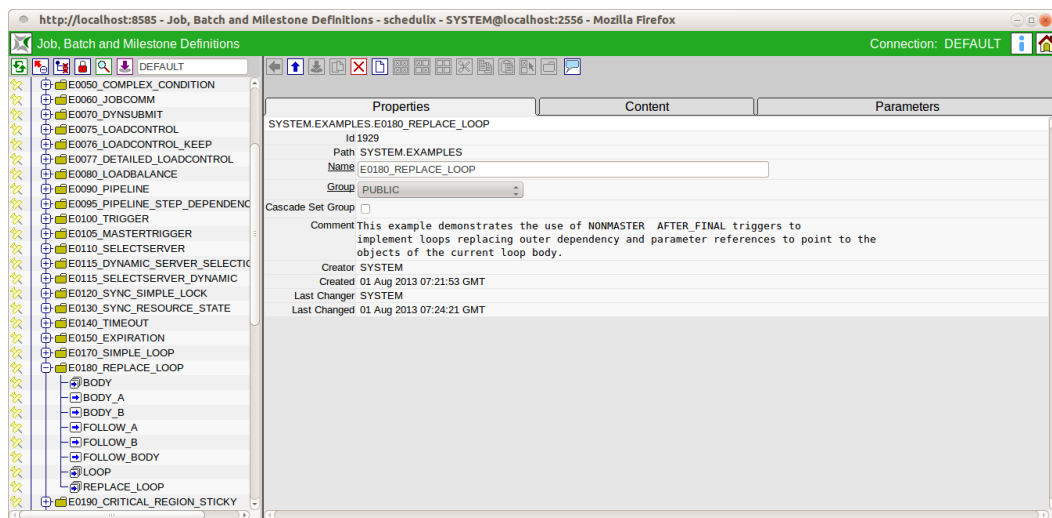 http://localhost:8585 - Job, Batch and Milestone Definitions - schedulix - SYSTEM@localhost:2556 - Mozilla Firefox
Job, Batch and Milestone Definitions
Connection: DEFAULT
DEFAULT
E0050_COMPLEX_CONDITION
E0060_JOBCOMM
E0070_DYNSUBMIT
E0075_LOADCONTROL
E0076_LOADCONTROL_KEEP
E0077_DETAILED_LOADCONTROL
E0080_LOADBALANCE
E0090_PIPELINE
E0095_PIPELINE_STEP_DEPENDENC
E0100_TRIGGER
E0105_MASTERTRIGGER
E0110_SELECTSERVER
E0115_DYNAMIC_SERVER_SELECTIO
E0115_SELECTSERVER_DYNAMIC
E0120_SYNC_SIMPLE_LOCK
E0130_SYNC_RESOURCE_STATE
E0140_TIMEOUT
E0150_EXPIRATION
E0170_SIMPLE_LOOP
E0180_REPLACE_LOOP
BODY
BODY_A
BODY_B
FOLLOW_A
FOLLOW_B
FOLLOW_BODY
LOOP
REPLACE_LOOP
E0190_CRITICAL_REGION_STICKY
Properties
Content
Parameters
SYSTEM.EXAMPLES.E0180_REPLACE_LOOP
Id 1929
Path SYSTEM.EXAMPLES
Name E0180_REPLACE_LOOP
Group PUBLIC
Cascade Set Group
Comment This example demonstrates the use of NONMASTER  AFTER_FINAL triggers to
implement loops replacing outer dependency and parameter references to point to the
objects of the current loop body.
Creator SYSTEM
Created 01 Aug 2013 07:21:53 GMT
Last Changer SYSTEM
Last Changed 01 Aug 2013 07:24:21 GMT